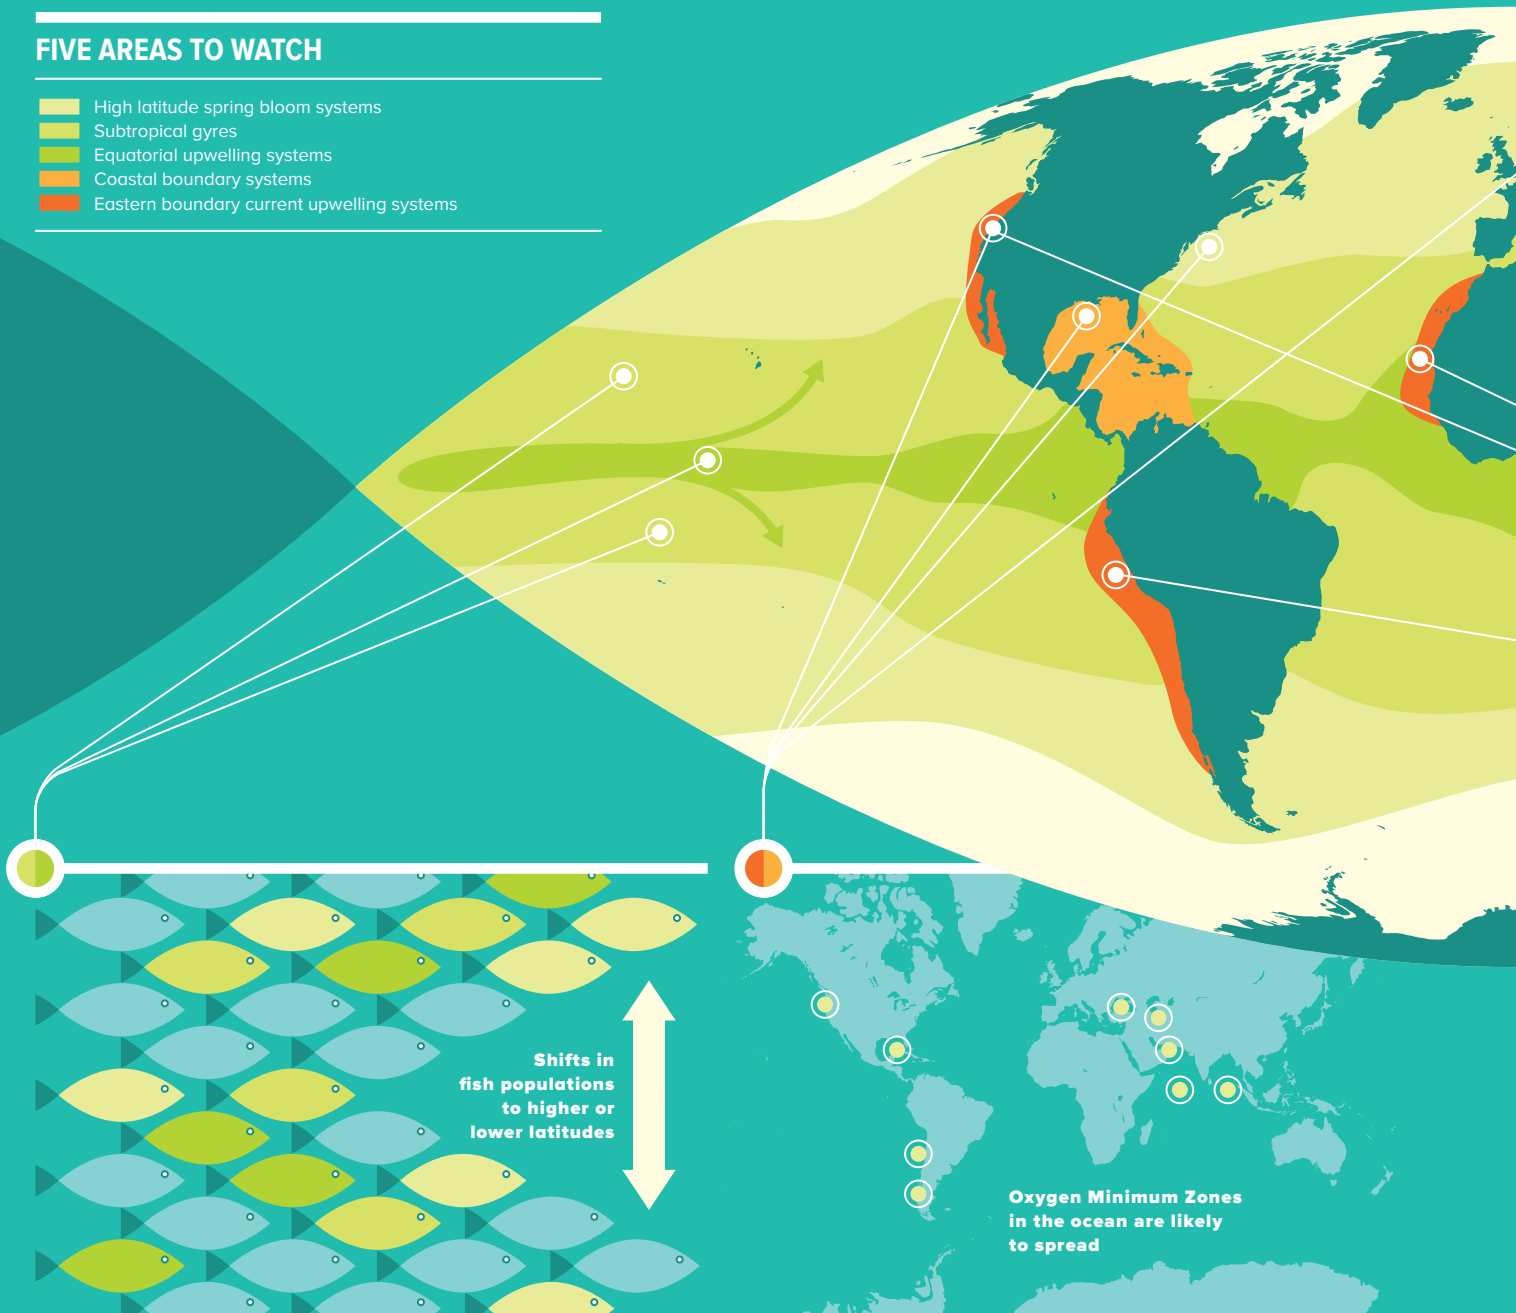 FIVE AREAS TO WATCH
High latitude spring bloom systems
Subtropical gyres
Equatorial upwelling systems
Coastal boundary systems
Eastern boundary current upwelling systems
Shifts in
fish populations
to higher or
lower latitudes
Oxygen Minimum Zones
in the ocean are likely
to spread